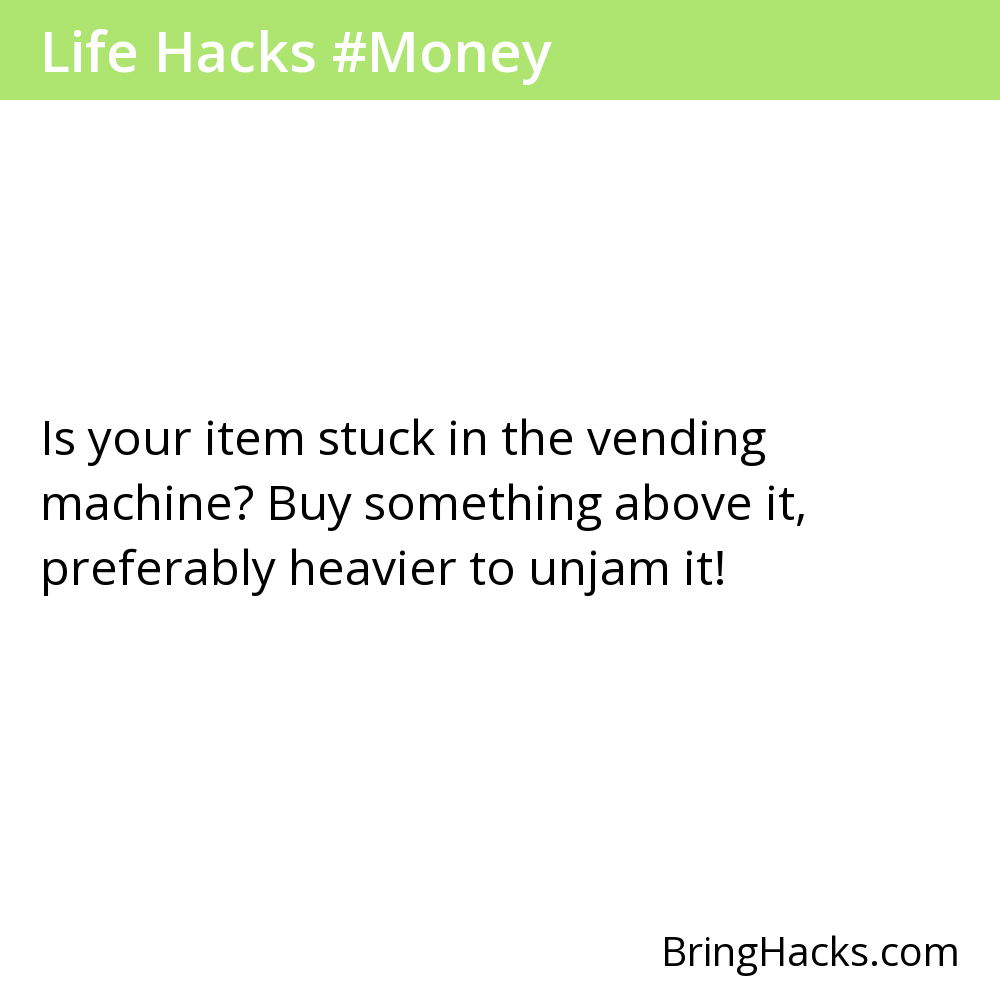 Life Hacks #Money
Is your item stuck in the vending
machine? Buy something above it,
preferably heavier to unjam it!
BringHacks.com